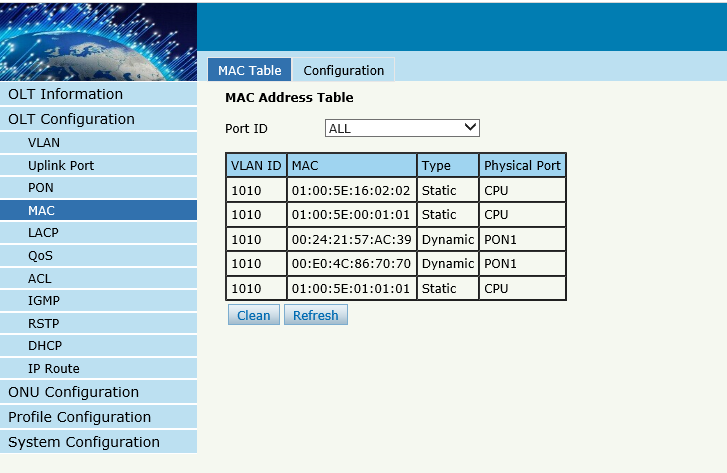 MAC Table Configuration
OLT Information
OLT Configuration
VLAN
Uplink Port
PON
MAC
LACP
QoS
ACL
IGMP
RSTP
DHCP
IP Route
ONU Configuration
Profile Configuration
System Configuration
MAC Address Table
Port ID ALL
VLAN ID MAC Type Physical Port
1010 01:00:5E:16:02:02 Static CPU
1010 01:00:5E:00:01:01 Static CPU
1010 00:24:21:57:AC:39 Dynamic PON1
1010 00:E0:4C:86:70:70 Dynamic PON1
1010 01:00:5E:01:01:01 Static CPU
Clean Refresh